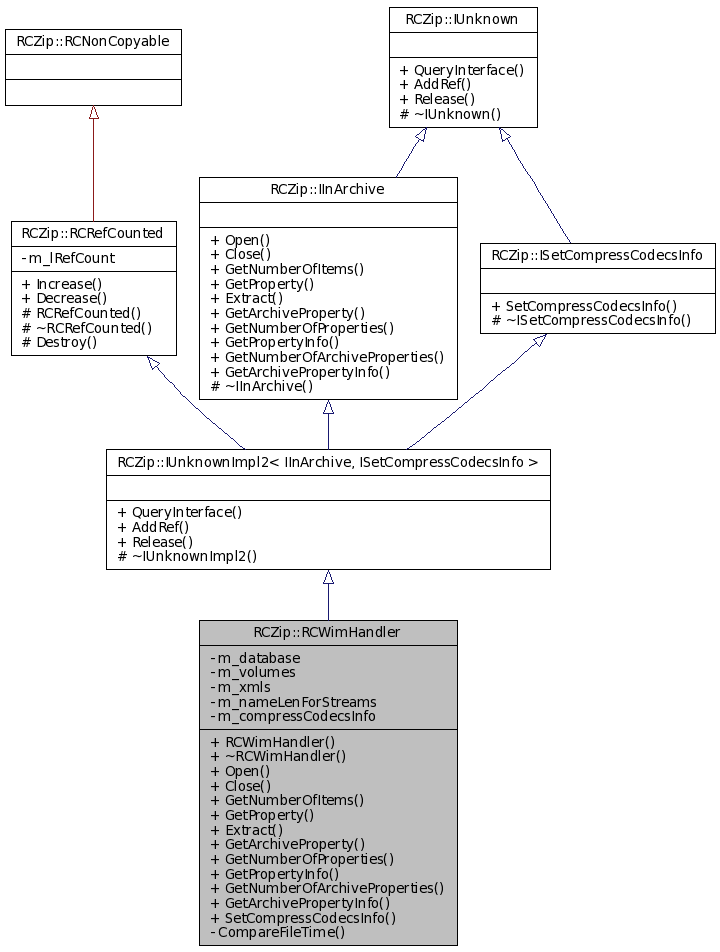 RCZip::IUnknown
+ QueryInterface()
+ AddRef()
+ Release()
# ~IUnknown()
RCZip::RCNonCopyable
RCZip::IInArchive
+ Open()
+ Close()
+ GetNumberOfItems()
+ GetProperty()
+ Extract()
+ GetArchiveProperty()
+ GetNumberOfProperties()
+ GetPropertyInfo()
+ GetNumberOfArchiveProperties()
+ GetArchivePropertyInfo()
# ~IInArchive()
RCZip::RCRefCounted
- m_lRefCount
+ Increase()
+ Decrease()
# RCRefCounted()
# ~RCRefCounted()
# Destroy()
RCZip::ISetCompressCodecsInfo
+ SetCompressCodecsInfo()
# ~ISetCompressCodecsInfo()
RCZip::IUnknownImpl2< IInArchive, ISetCompressCodecsInfo >
+ QueryInterface()
+ AddRef()
+ Release()
# ~IUnknownImpl2()
RCZip::RCWimHandler
- m_database
- m_volumes
- m_xmls
- m_nameLenForStreams
- m_compressCodecsInfo
+ RCWimHandler()
+ ~RCWimHandler()
+ Open()
+ Close()
+ GetNumberOfItems()
+ GetProperty()
+ Extract()
+ GetArchiveProperty()
+ GetNumberOfProperties()
+ GetPropertyInfo()
+ GetNumberOfArchiveProperties()
+ GetArchivePropertyInfo()
+ SetCompressCodecsInfo()
- CompareFileTime()